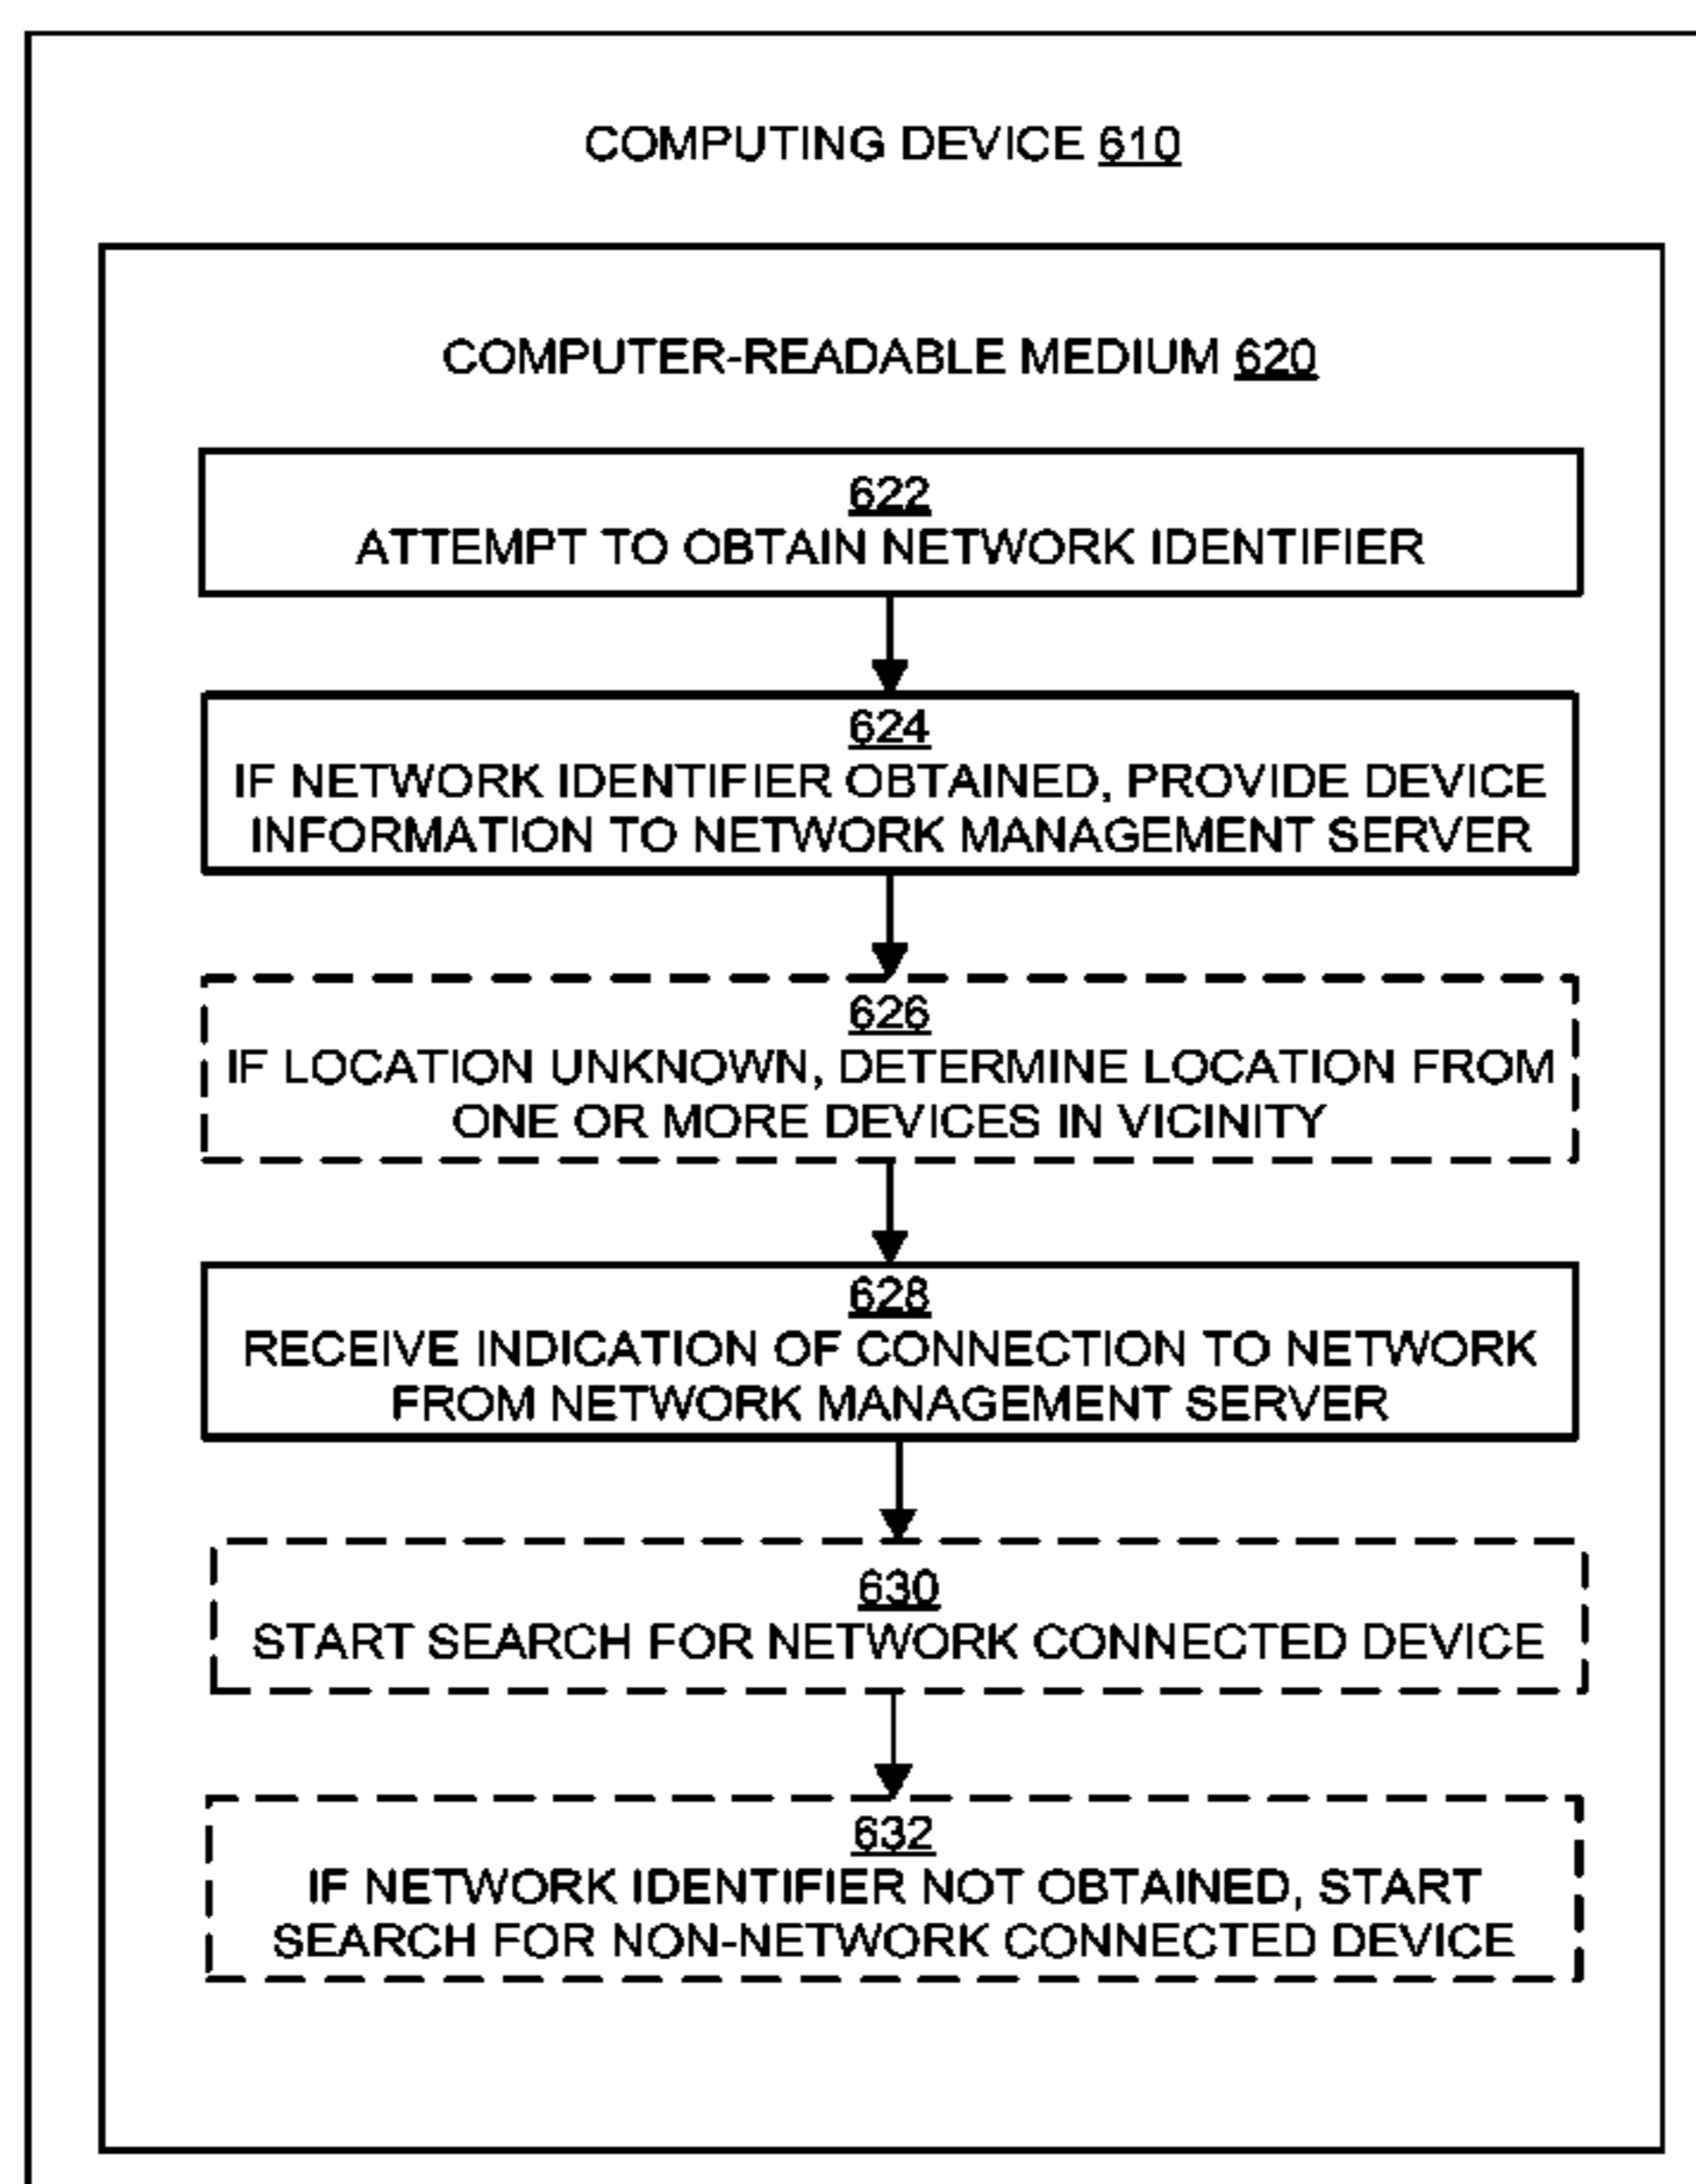 COMPUTING DEVICE 610
COMPUTER-READABLE MEDIUM 620
622
ATTEMPT TO OBTAIN NETWORK IDENTIFIER
624
IF NETWORK IDENTIFIER OBTAINED, PROVIDE DEVICE
INFORMATION TO NETWORK MANAGEMENT SERVER
626
IF LOCATION UNKNOWN, DETERMINE LOCATION FROM
ONE OR MORE DEVICES IN VICINITY
628
RECEIVE INDICATION OF CONNECTION TO NETWORK
FROM NETWORK MANAGEMENT SERVER
630
START SEARCH FOR NETWORK CONNECTED DEVICE
632
IF NETWORK IDENTIFIER NOT OBTAINED, START
SEARCH FOR NON-NETWORK CONNECTED DEVICE